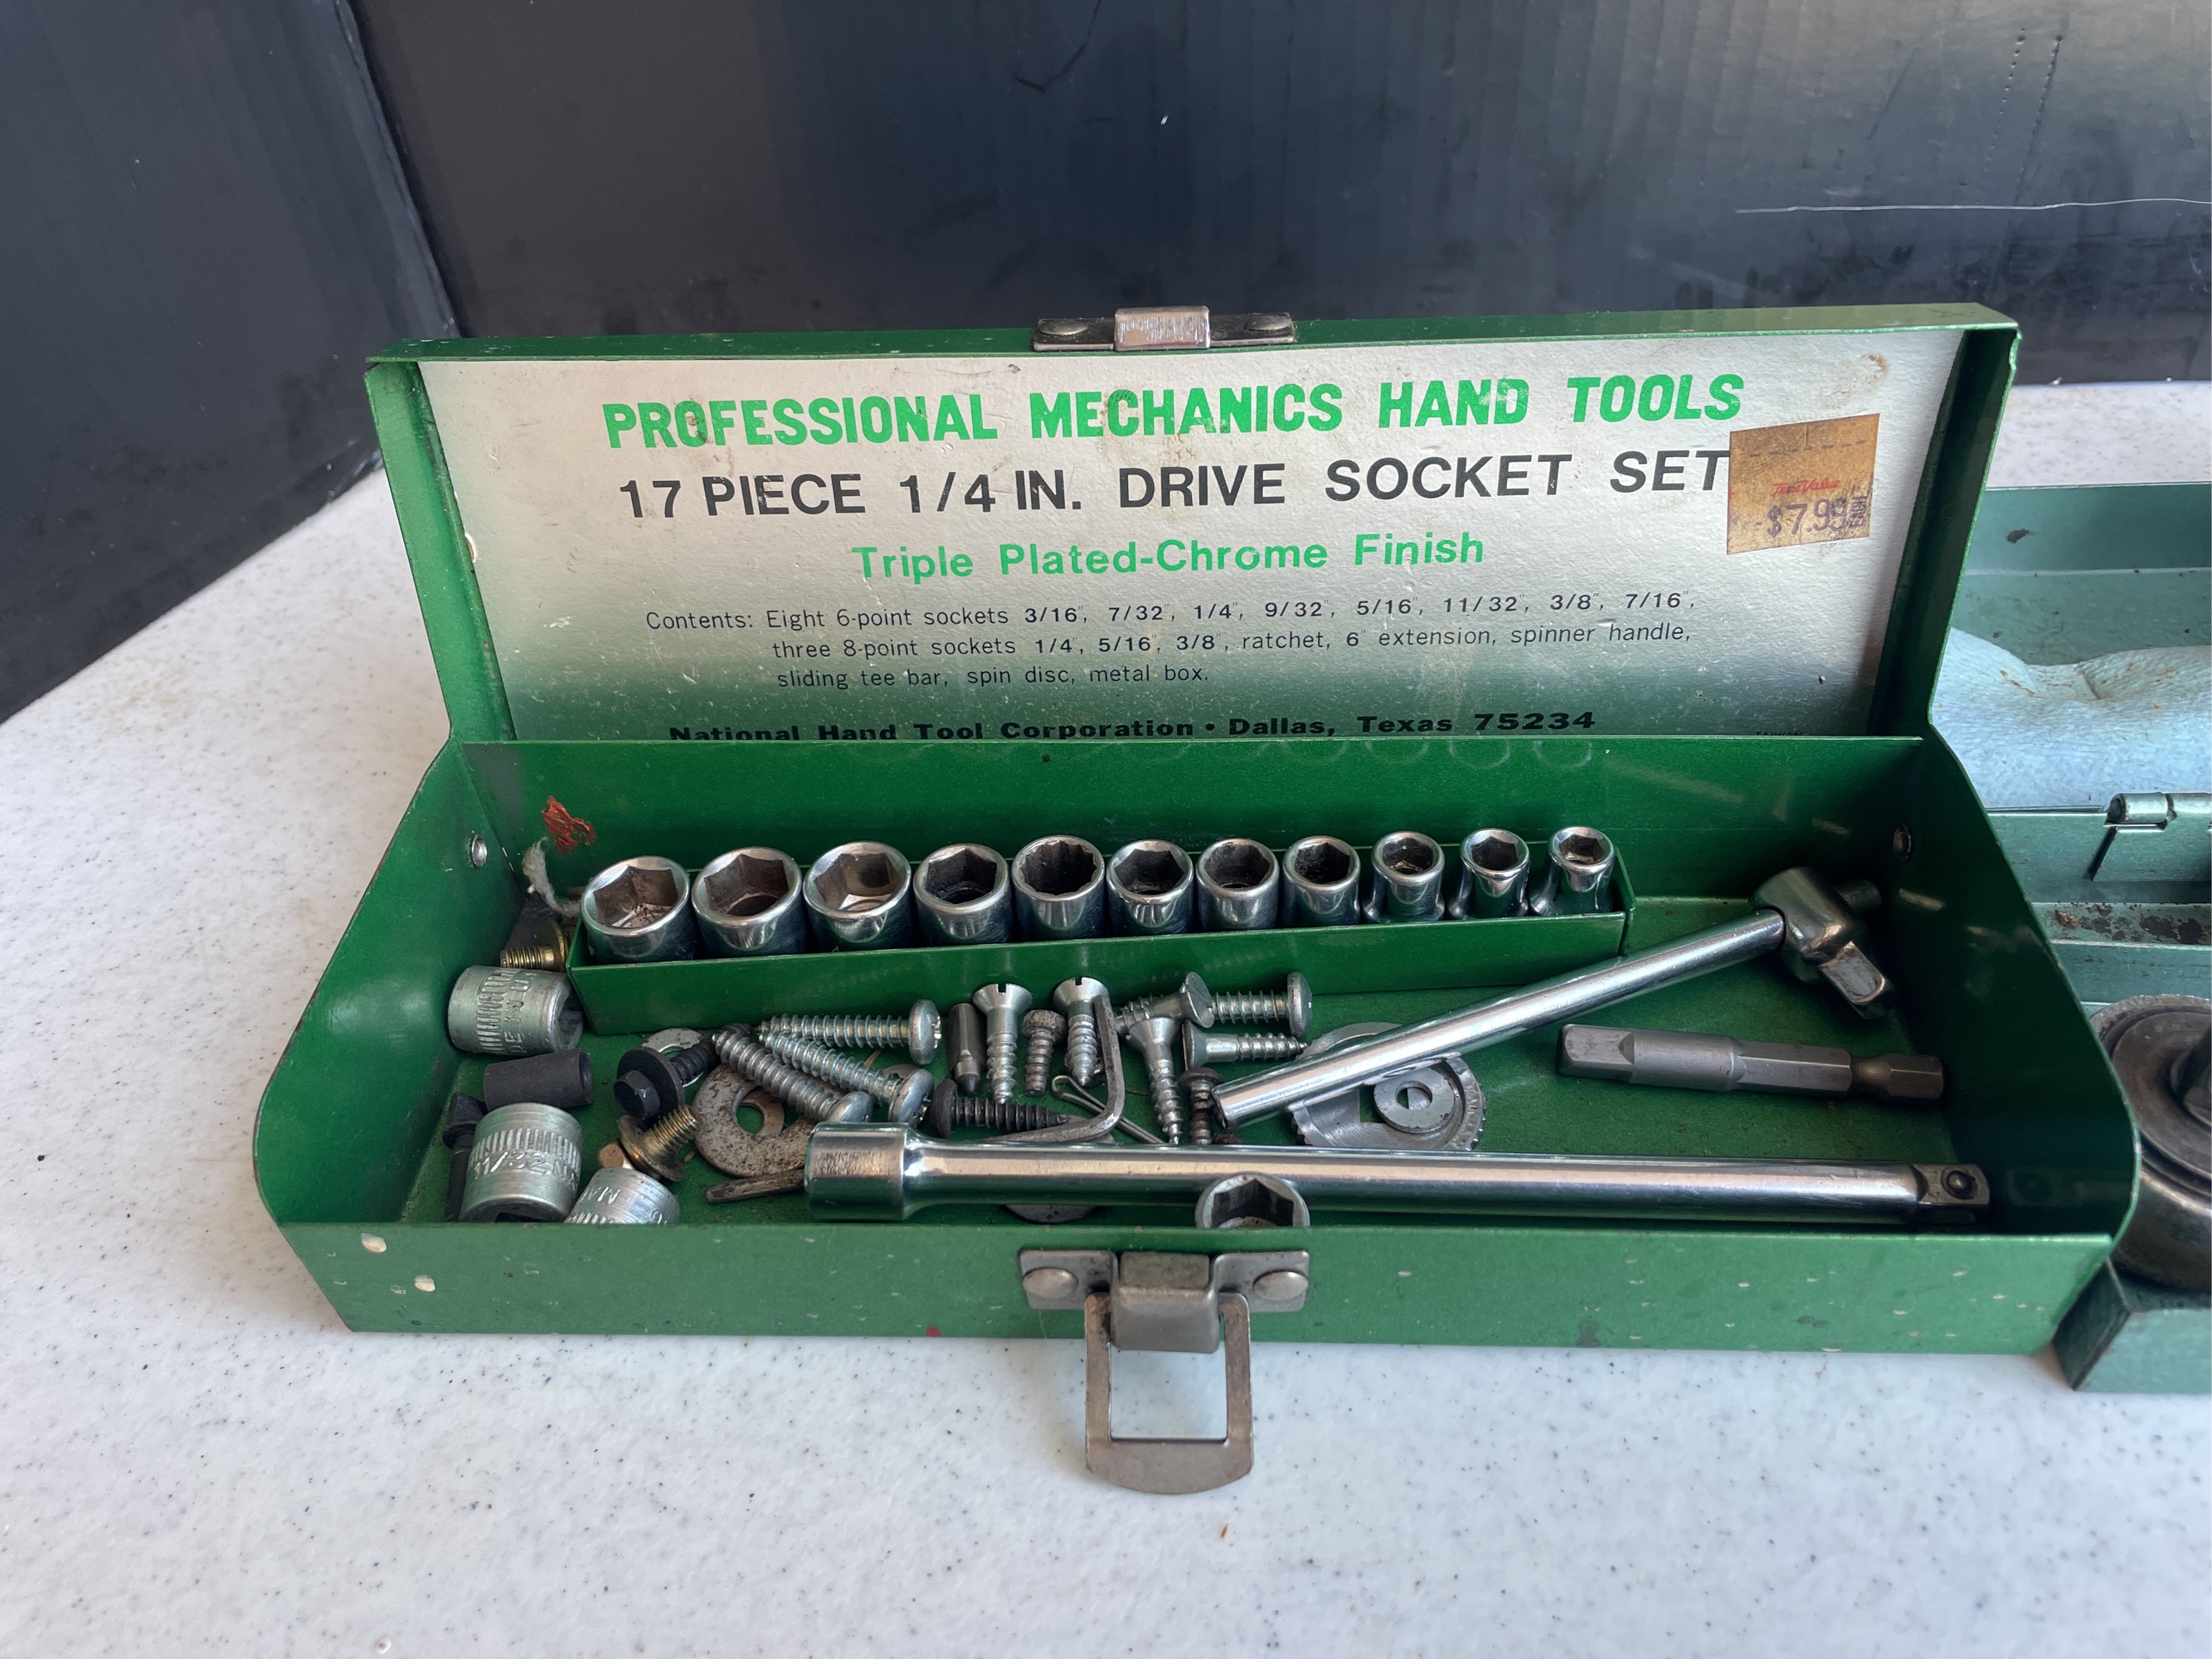 PROFESSIONAL MECHANICS HAND TOOLS
17 PIECE 1/4 IN. DRIVE SOCKET SET
True Value
$7.99
Triple Plated-Chrome Finish
Contents: Eight 6-point sockets 3/16", 7/32", 1/4", 9/32", 5/16", 11/32", 3/8", 7/16",
three 8-point sockets 1/4", 5/16", 3/8", ratchet, 6" extension, spinner handle,
sliding tee bar, spin disc, metal box.
National Hand Tool Corporation • Dallas, Texas 75234
TAIWAN
11/32